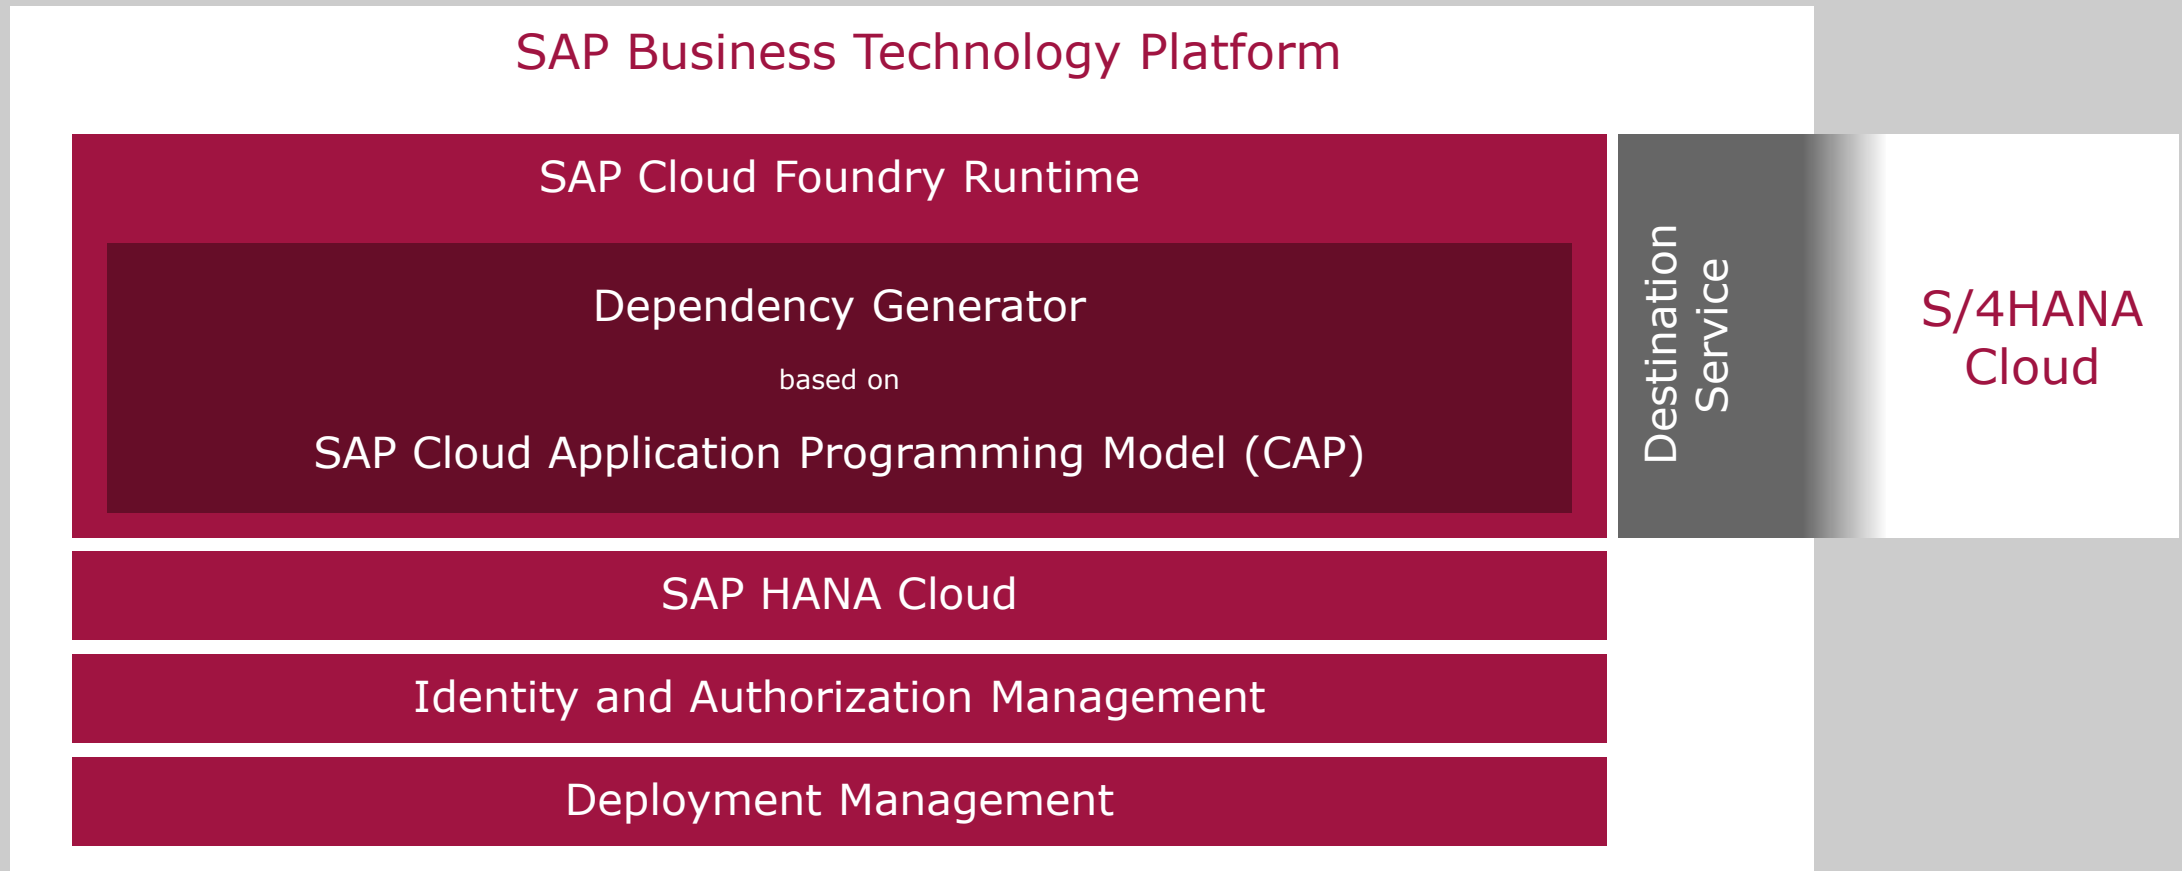 SAP Business Technology Platform
SAP Cloud Foundry Runtime
Dependency Generator
based on
SAP Cloud Application Programming Model (CAP)
Destination
Service
S/4HANA
Cloud
SAP HANA Cloud
Identity and Authorization Management
Deployment Management